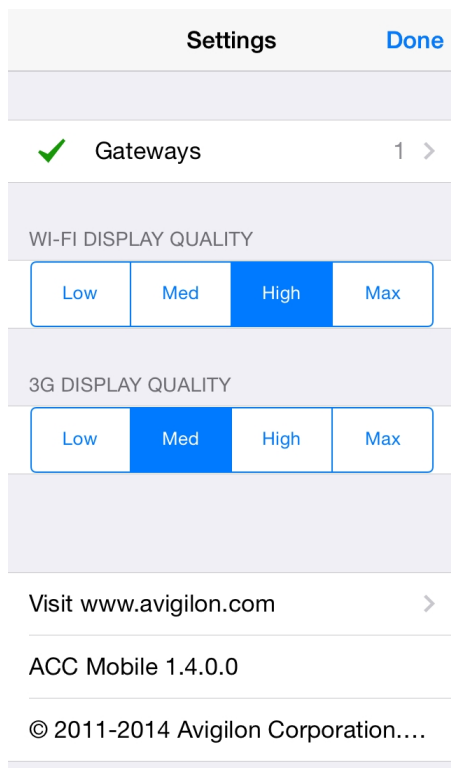 Settings Done
Gateways 1
WI-FI DISPLAY QUALITY
Low Med High Max
3G DISPLAY QUALITY
Low Med High Max
Visit www.avigilon.com
ACC Mobile 1.4.0.0
© 2011-2014 Avigilon Corporation....